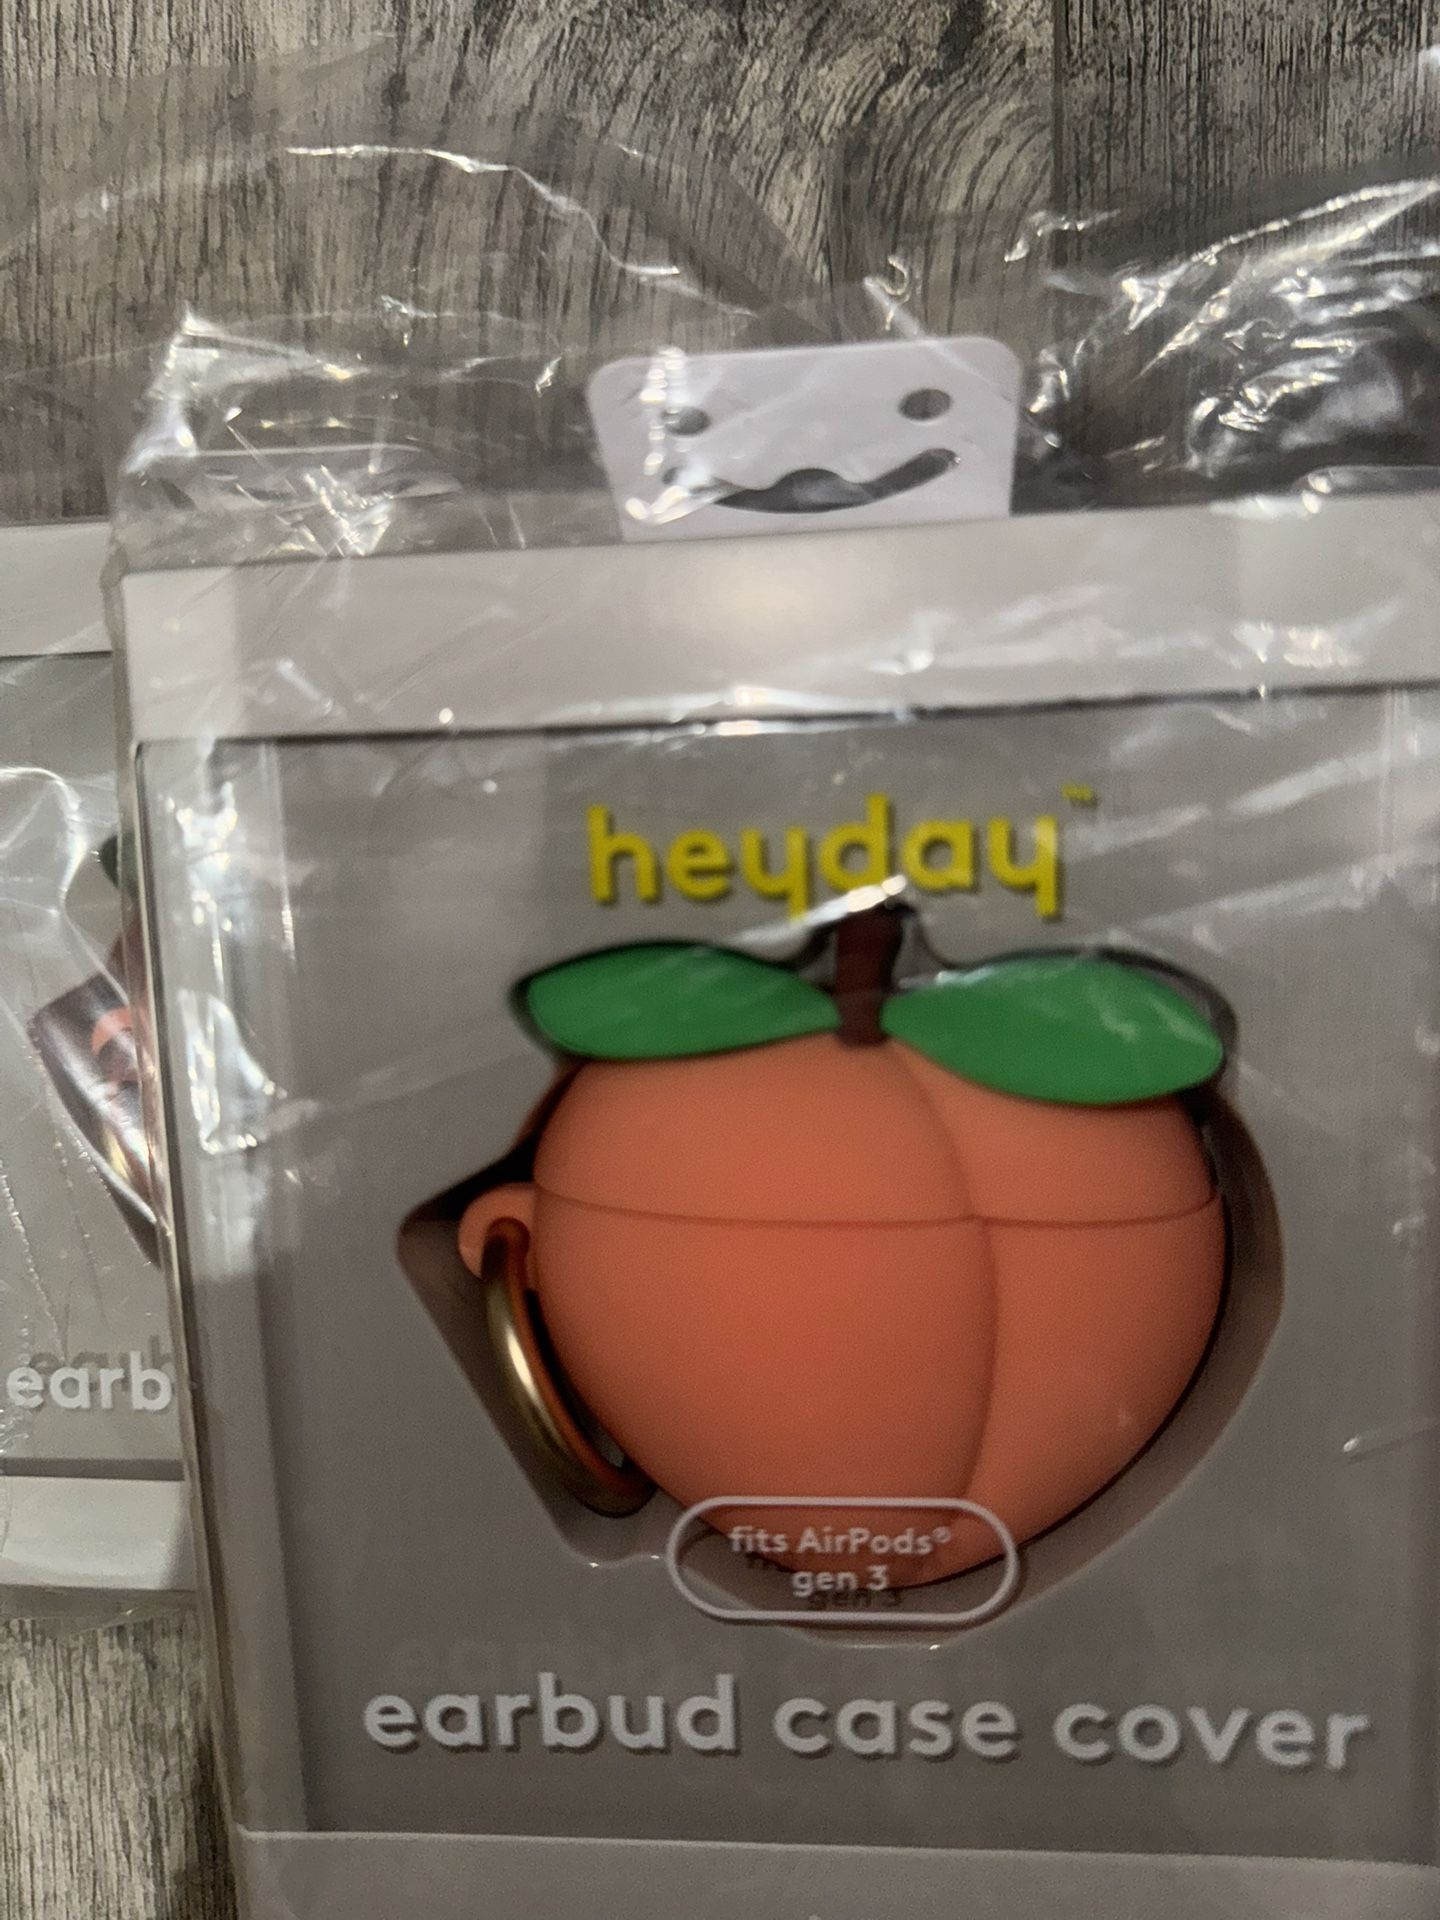 heyday™
earb
fits AirPods®
gen 3
earbud case cover